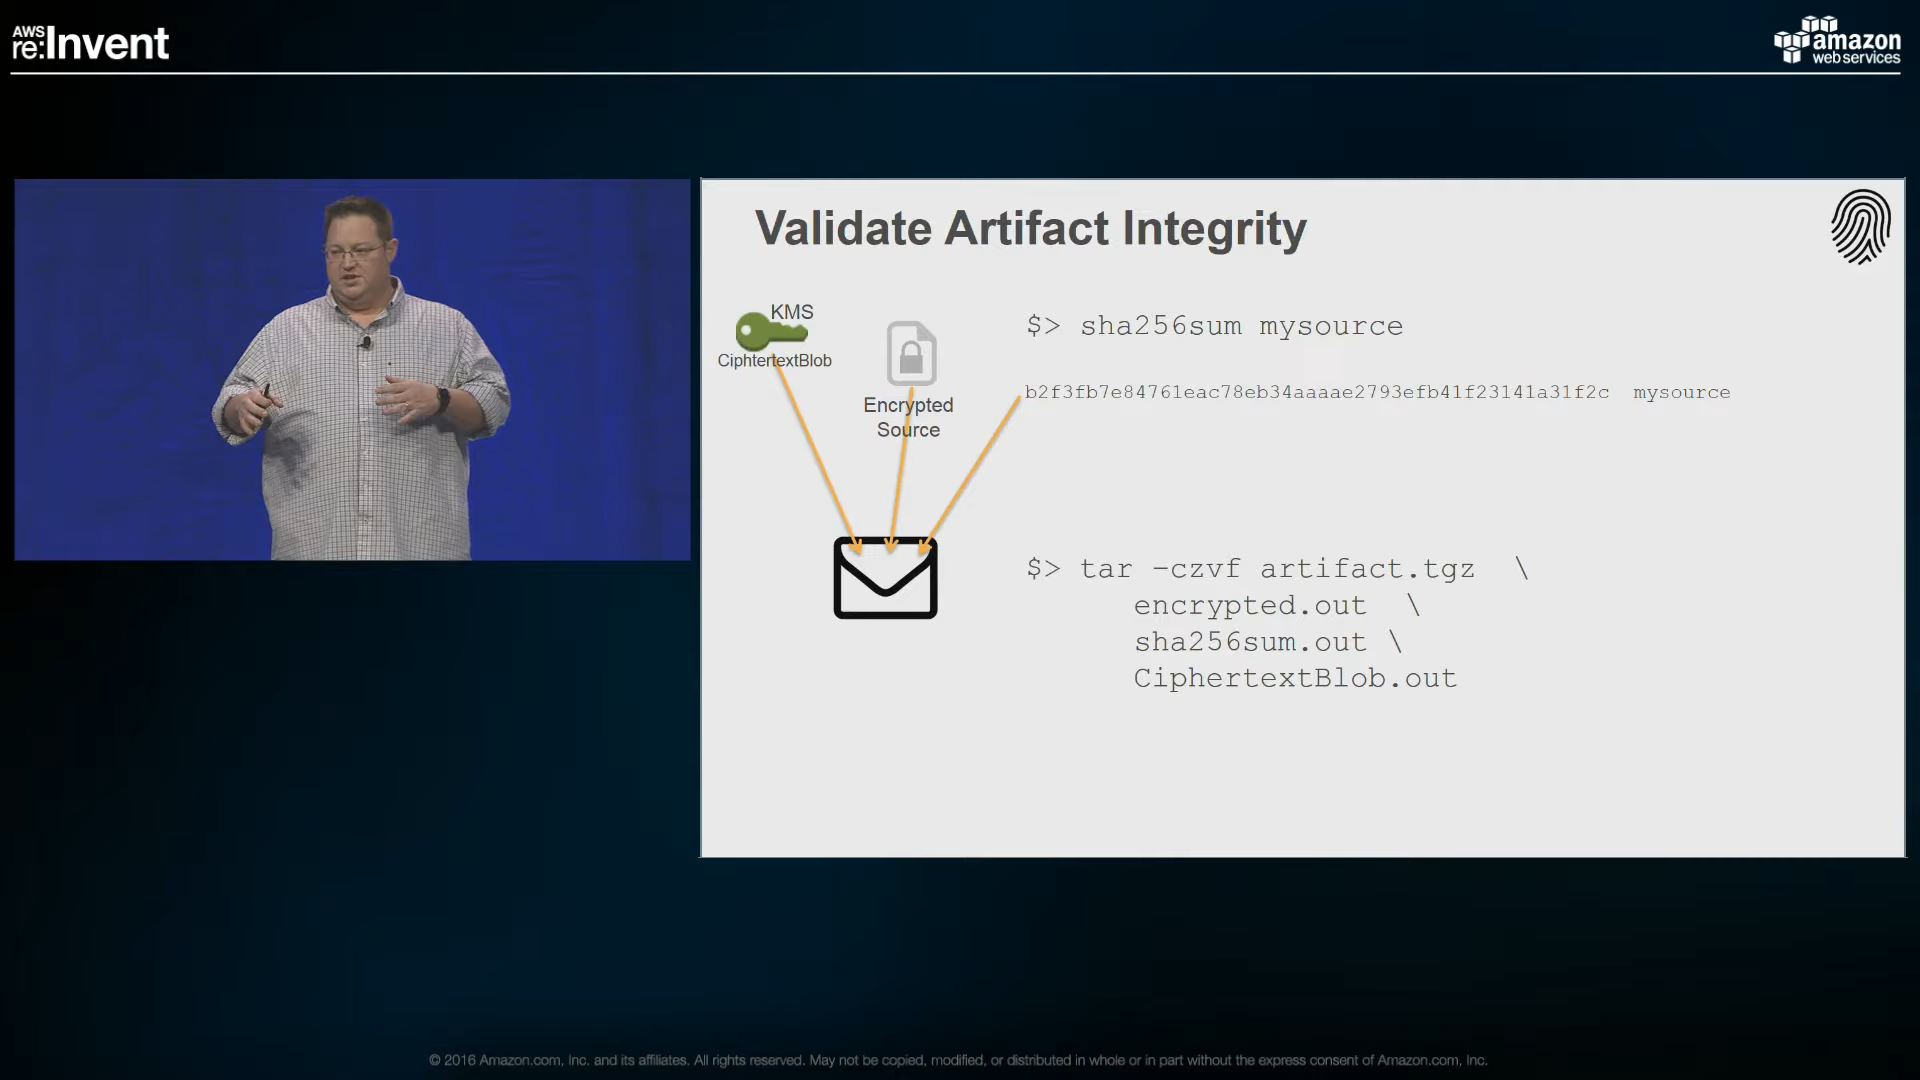 AWS
re:Invent
amazon
web services
Validate Artifact Integrity
KMS
CiphtertextBlob
Encrypted
Source
$> sha256sum mysource
b2f3fb7e84761eac78eb34aaaae2793efb41f23141a31f2c mysource
$> tar -czvf artifact.tgz \
encrypted.out \
sha256sum.out \
CiphertextBlob.out
© 2016 Amazon.com, Inc. and its affiliates. All rights reserved. May not be copied, modified, or distributed in whole or in part without the express consent of Amazon.com, Inc.